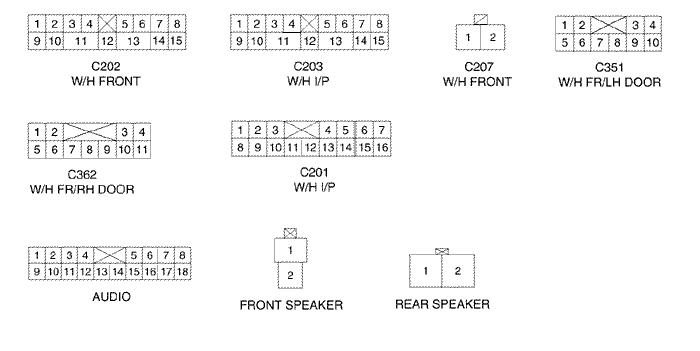 1 2 3 4 5 6 7 8 1 2 3 4 5 6 7 8 1 2 1 2 3 4
9 10 11 12 13 14 15 9 10 11 12 13 14 15 5 6 7 8 9 10
C202 C203 C207 C351
W/H FRONT W/H I/P W/H FRONT W/H FR/LH DOOR
1 2 3 4 1 2 3 4 5 6 7
5 6 7 8 9 10 11 8 9 10 11 12 13 14 15 16
C362 C201
W/H FR/RH DOOR W/H I/P
1 2 3 4 5 6 7 8 1 1 2
9 10 11 12 13 14 15 16 17 18 2
AUDIO FRONT SPEAKER REAR SPEAKER